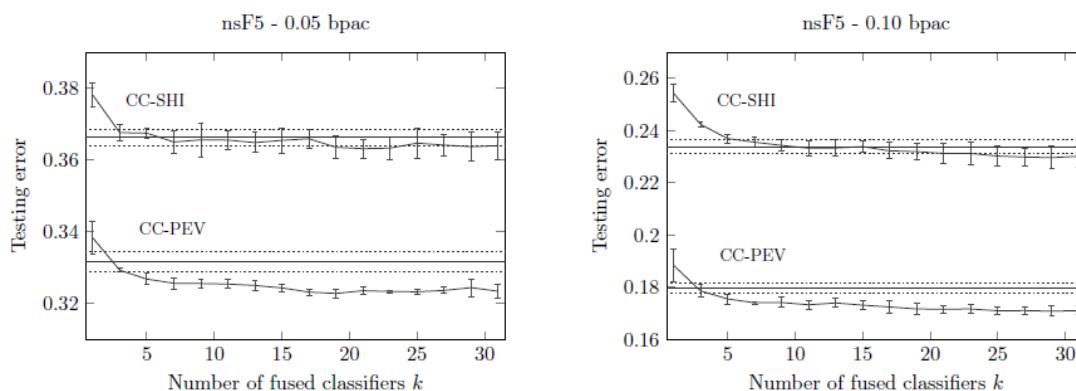 nsF5 - 0.05 bpac
0.38
0.36
0.34
0.32
Testing error
CC-SHI
CC-PEV
5 10 15 20 25 30
Number of fused classifiers k
nsF5 - 0.10 bpac
0.26
0.24
0.22
0.2
0.18
0.16
Testing error
CC-SHI
CC-PEV
5 10 15 20 25 30
Number of fused classifiers k